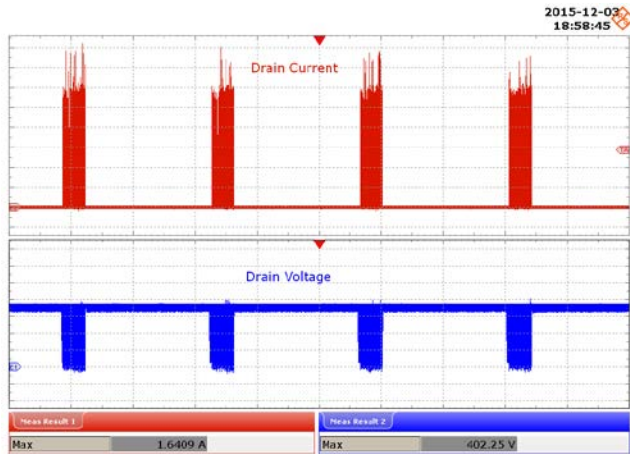 2015-12-03
18:58:45
Drain Current
Drain Voltage
Meas Result 1
Meas Result 2
Max
1.6409 A
Max
402.25 V